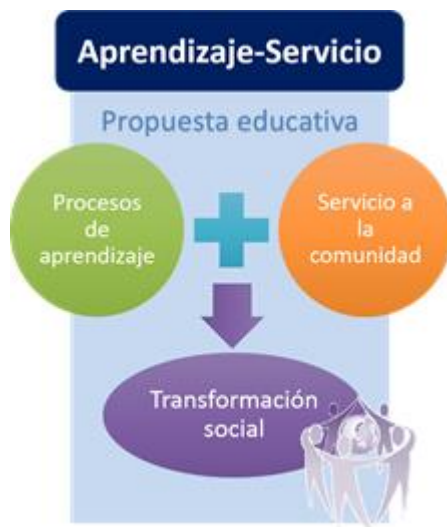 Aprendizaje-Servicio
Propuesta educativa
Procesos
de
aprendizaje
Servicio a
la
comunidad
Transformación
social